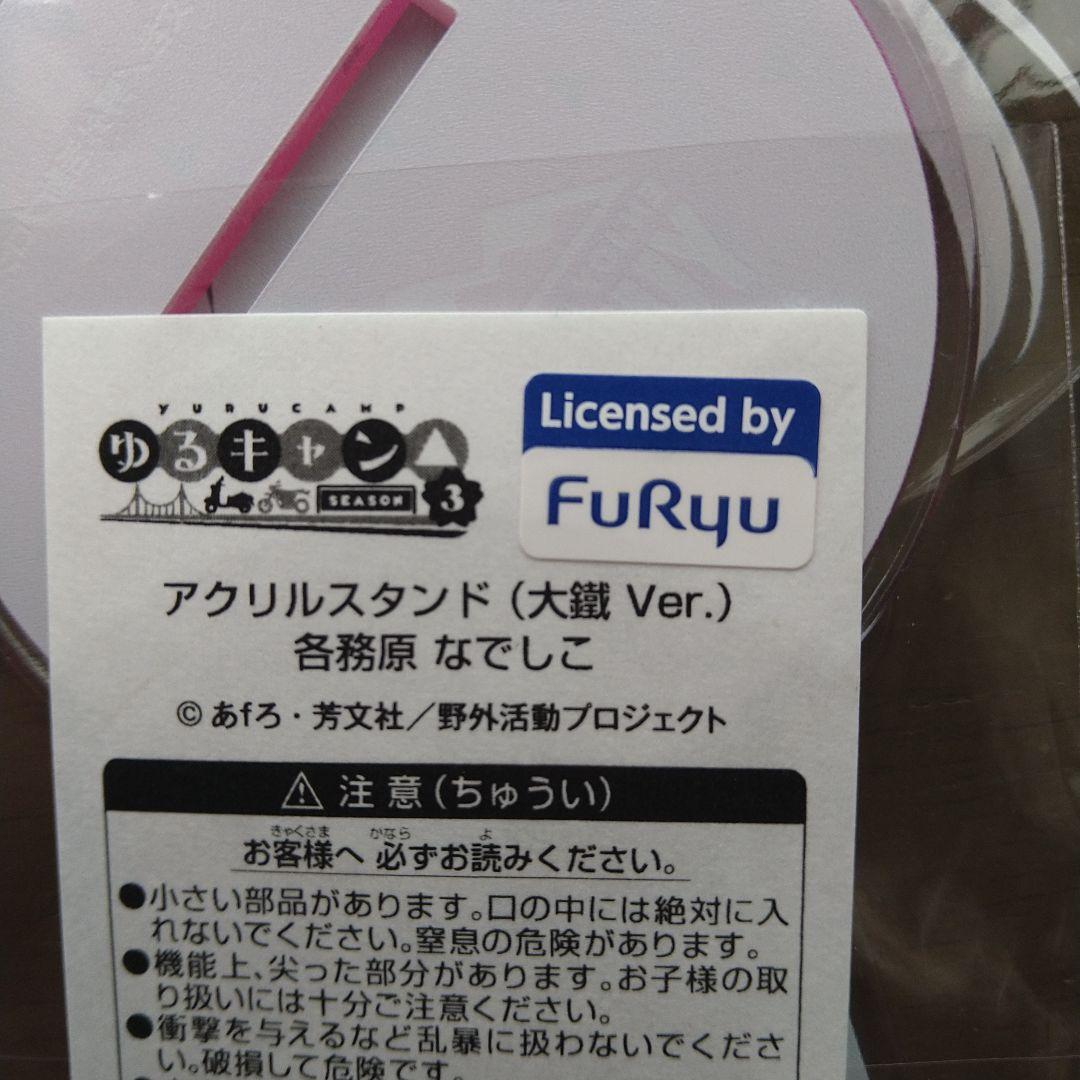 YURUCAMP
ゆるキャン△
SEASON 3
Licensed by
FuRyu
アクリルスタンド（大鐵 Ver.）
各務原 なでしこ
© あfろ・芳文社／野外活動プロジェクト
⚠ 注意（ちゅうい）
きゃくさま かなら よ
お客様へ 必ずお読みください。
●小さい部品があります。口の中には絶対に入
れないでください。窒息の危険があります。
●機能上、尖った部分があります。お子様の取
り扱いには十分ご注意ください。
●衝撃を与えるなど乱暴に扱わないでくださ
い。破損して危険です。